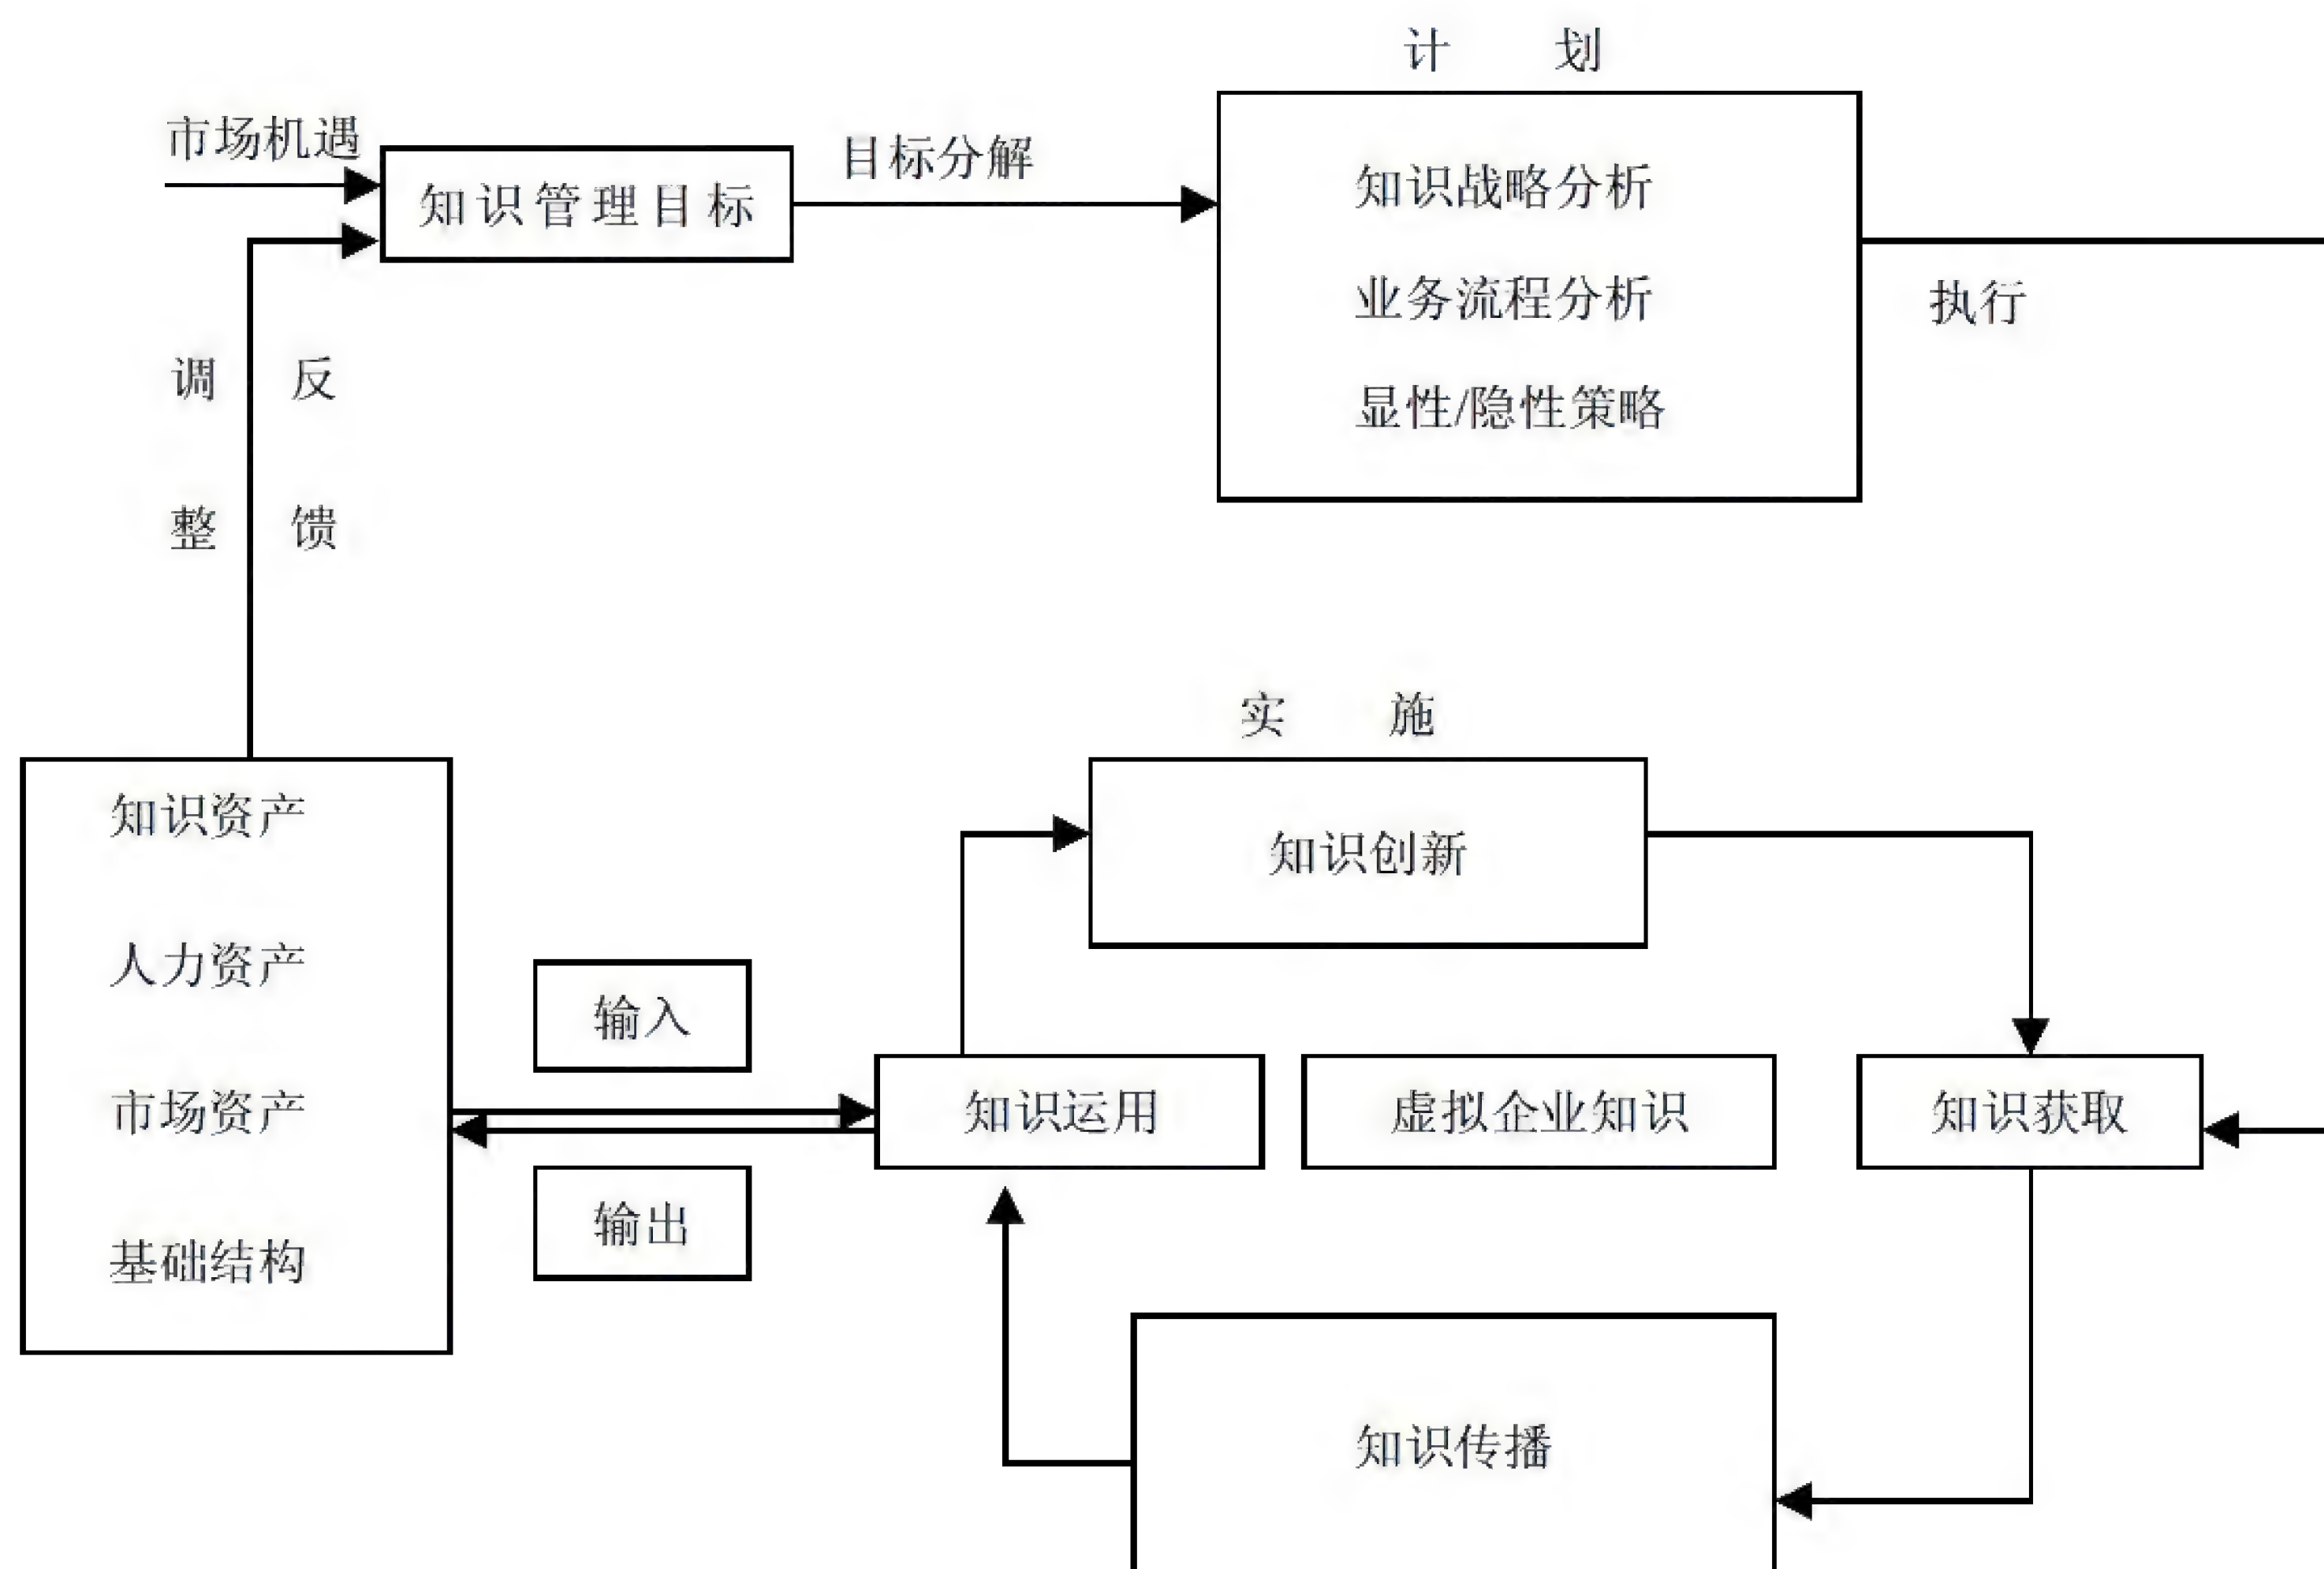 计 划
市场机遇
知识管理目标
目标分解
知识战略分析
业务流程分析
显性/隐性策略
执行
调 反
整 馈
实 施
知识资产
人力资产
市场资产
基础结构
输入
输出
知识创新
知识运用
虚拟企业知识
知识获取
知识传播